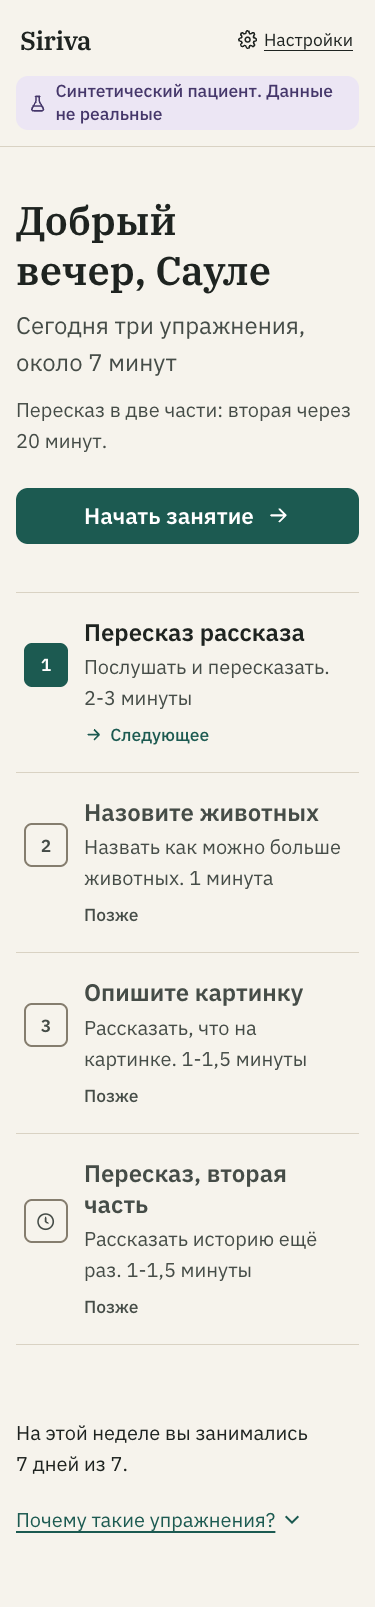 Siriva
Настройки
Синтетический пациент. Данные
не реальные
Добрый
вечер, Сауле
Сегодня три упражнения,
около 7 минут
Пересказ в две части: вторая через
20 минут.
Начать занятие →
1
Пересказ рассказа
Послушать и пересказать.
2-3 минуты
→ Следующее
2
Назовите животных
Назвать как можно больше
животных. 1 минута
Позже
3
Опишите картинку
Рассказать, что на
картинке. 1-1,5 минуты
Позже
Пересказ, вторая
часть
Рассказать историю ещё
раз. 1-1,5 минуты
Позже
На этой неделе вы занимались
7 дней из 7.
Почему такие упражнения?